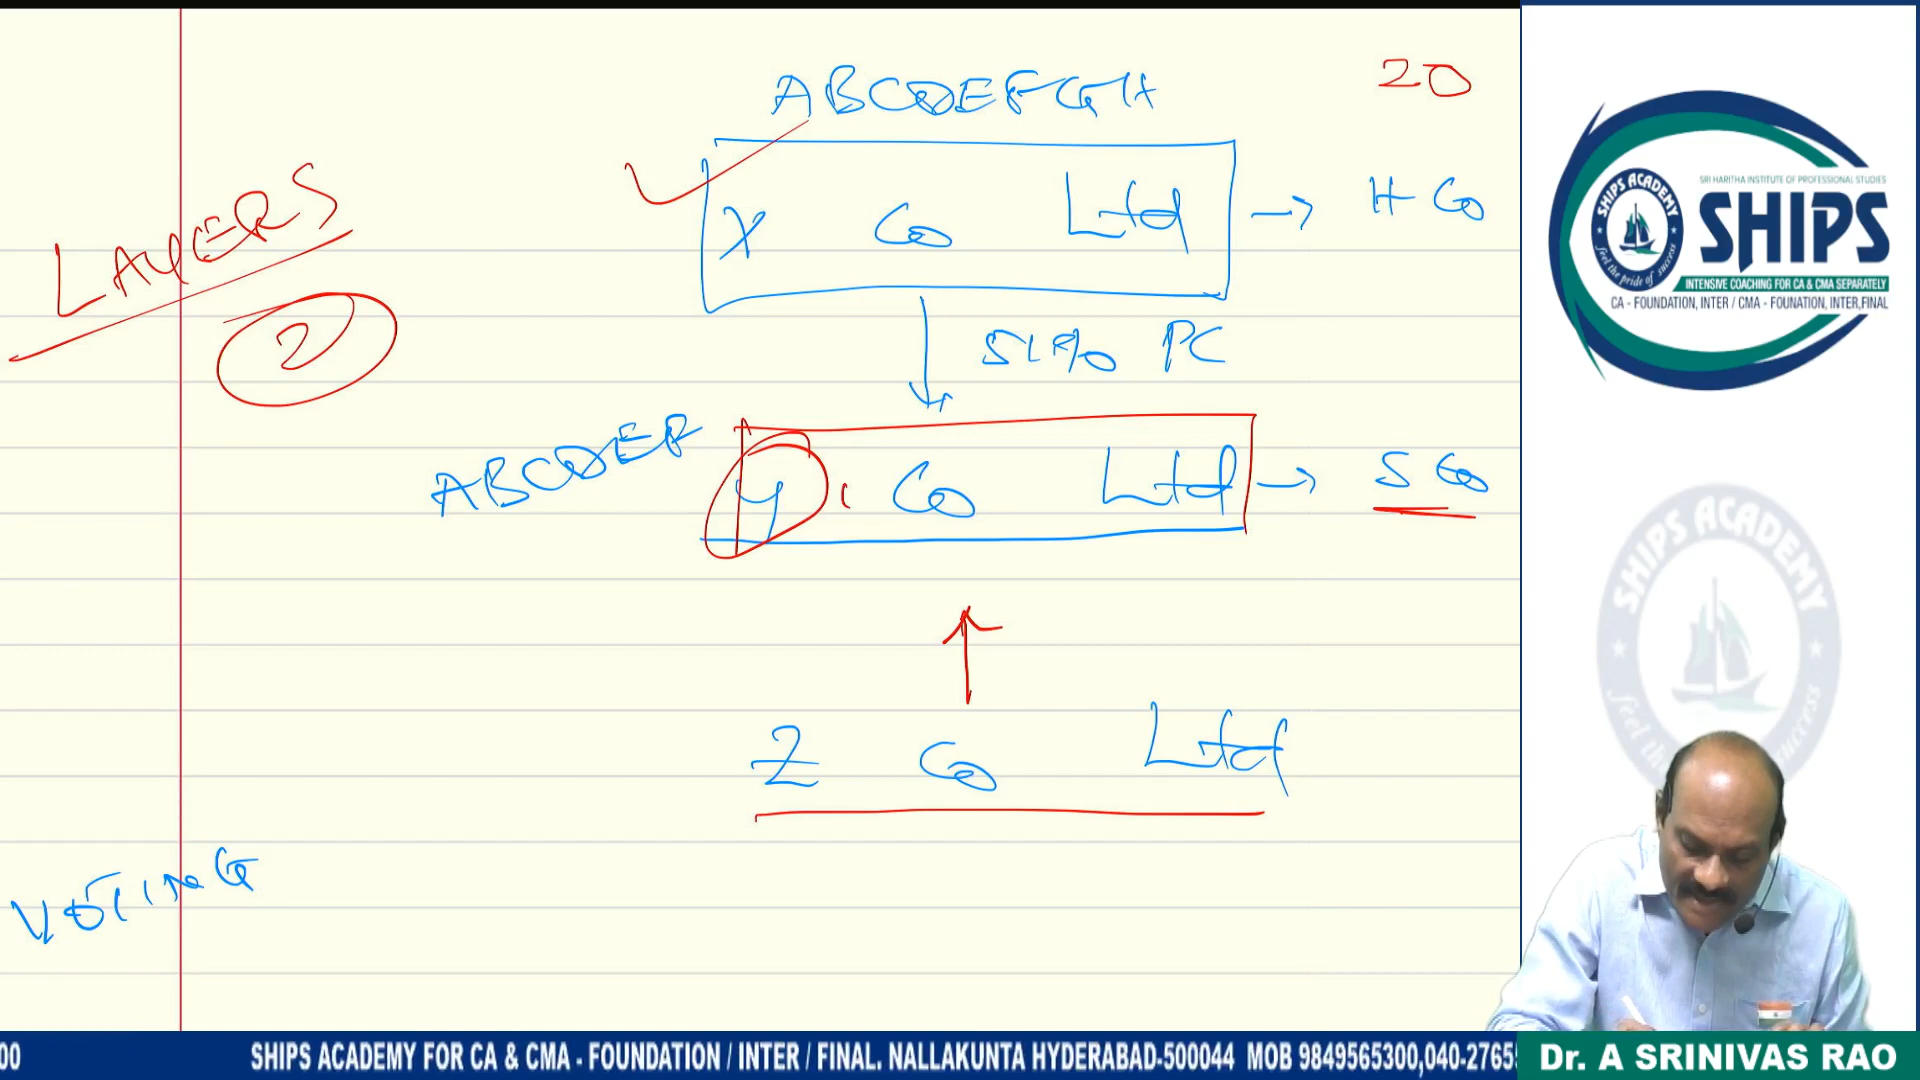 ABCDEFGH
20
X Co Ltd → H Co
LAYERS
2
51% PC
ABCDEF
Y Co Ltd → S Co
Z Co Ltd
VOTING
SRI HARITHA INSTITUTE OF PROFESSIONAL STUDIES
SHIPS ACADEMY
feel the pride of success
SHIPS
INTENSIVE COACHING FOR CA & CMA SEPARATELY
CA - FOUNDATION, INTER / CMA - FOUNATION, INTER,FINAL
SHIPS ACADEMY
00 SHIPS ACADEMY FOR CA & CMA - FOUNDATION / INTER / FINAL. NALLAKUNTA HYDERABAD-500044 MOB 9849565300,040-2765
Dr. A SRINIVAS RAO